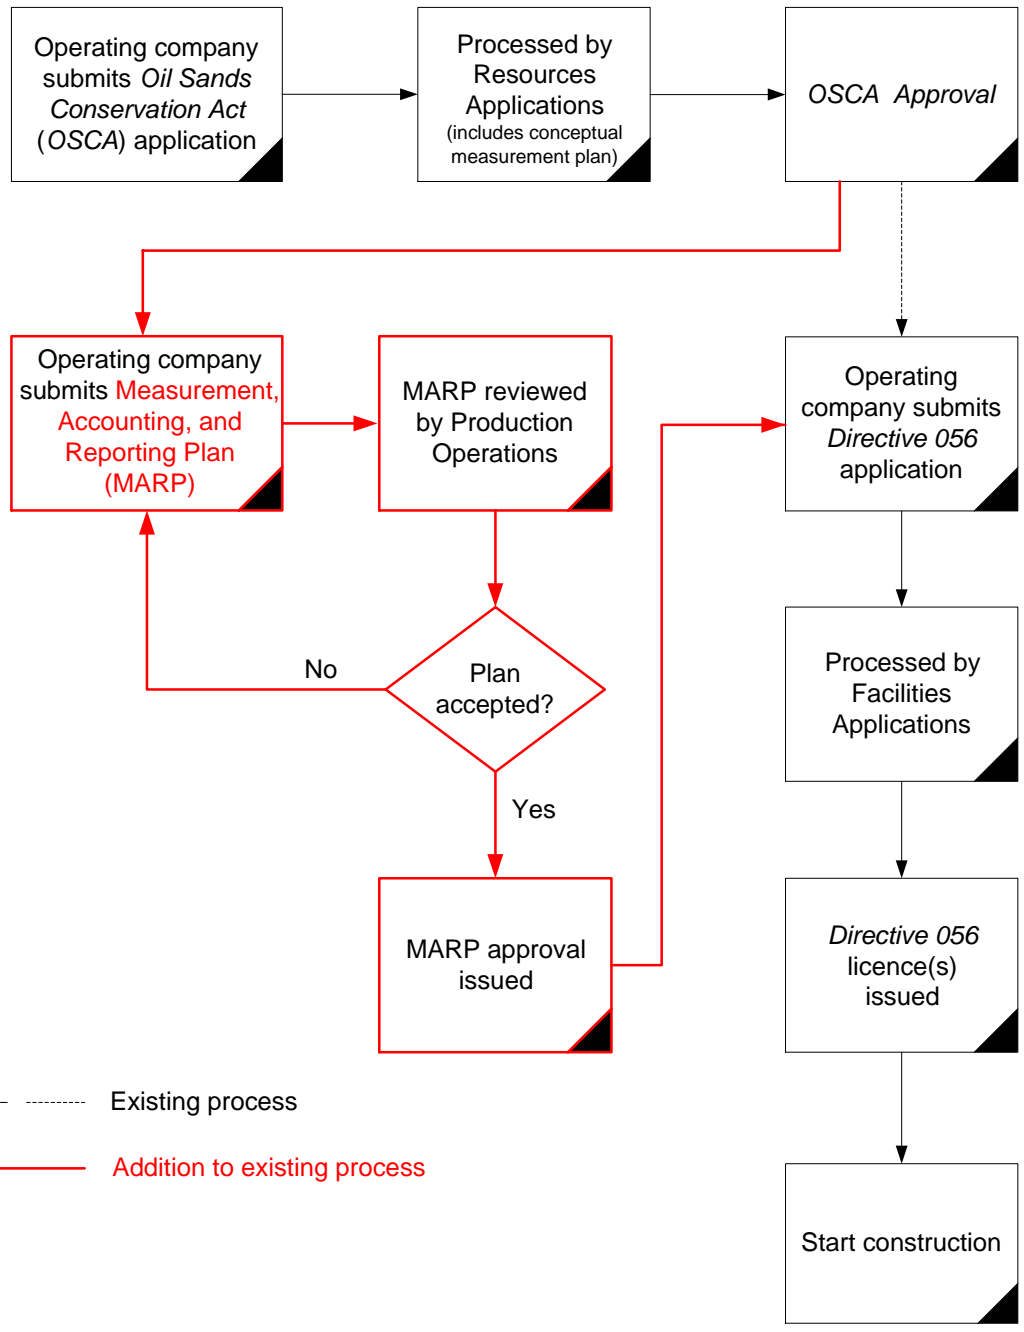 Operating company
submits Oil Sands
Conservation Act
(OSCA) application
Processed by
Resources
Applications
(includes conceptual
measurement plan)
OSCA Approval
Operating company
submits Measurement,
Accounting, and
Reporting Plan
(MARP)
MARP reviewed
by Production
Operations
Operating
company submits
Directive 056
application
No
Plan
accepted?
Yes
Processed by
Facilities
Applications
MARP approval
issued
Directive 056
licence(s)
issued
Existing process
Addition to existing process
Start construction